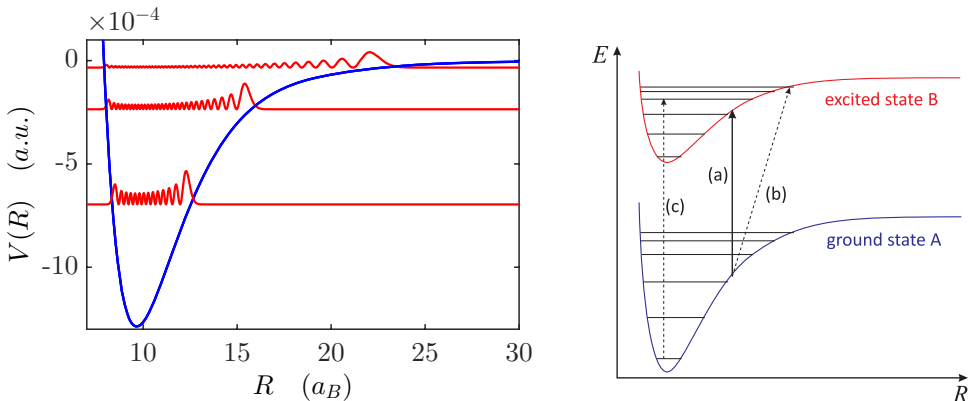 ×10⁻⁴
0
-5
-10
V(R) (a.u.)
10
15
20
25
30
R (a_B)
E
excited state B
(a)
(b)
(c)
ground state A
R